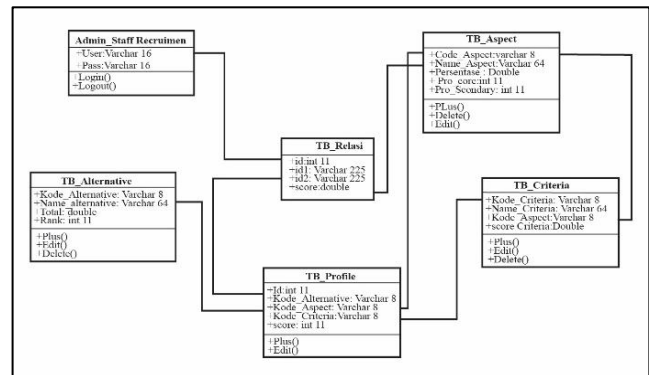 Admin_Staff Recruimen
+User:Varchar 16
+Pass:Varchar 16
+Login()
+Logout()
TB_Aspect
+Code_Aspect:varchar 8
+Name_Aspect:Varchar 64
+Persentase : Double
+ Pro_core:int 11
+Pro_Scondary: int 11
+PLus()
+Delete()
+Edit()
TB_Relasi
+id:int 11
+id1: Varchar 225
+id2: Varchar 225
+score:double
TB_Alternative
+Kode_Alternative: Varchar 8
+Name_alternative: Varchar 64
+Total: double
+Rank: int 11
+Plus()
+Edit()
+Delete()
TB_Criteria
+Kode_Criteria: Varchar 8
+Name_Criteria: Varchar 64
+Kode_Aspect:Varchar 8
+score Criteria:Double
+Plus()
+Edit()
+Delete()
TB_Profile
+Id:int 11
+Kode_Alternative: Varchar 8
+Kode_Aspect: Varchar 8
+Kode_Criteria:Varchar 8
+score: int 11
+Plus()
+Edit()